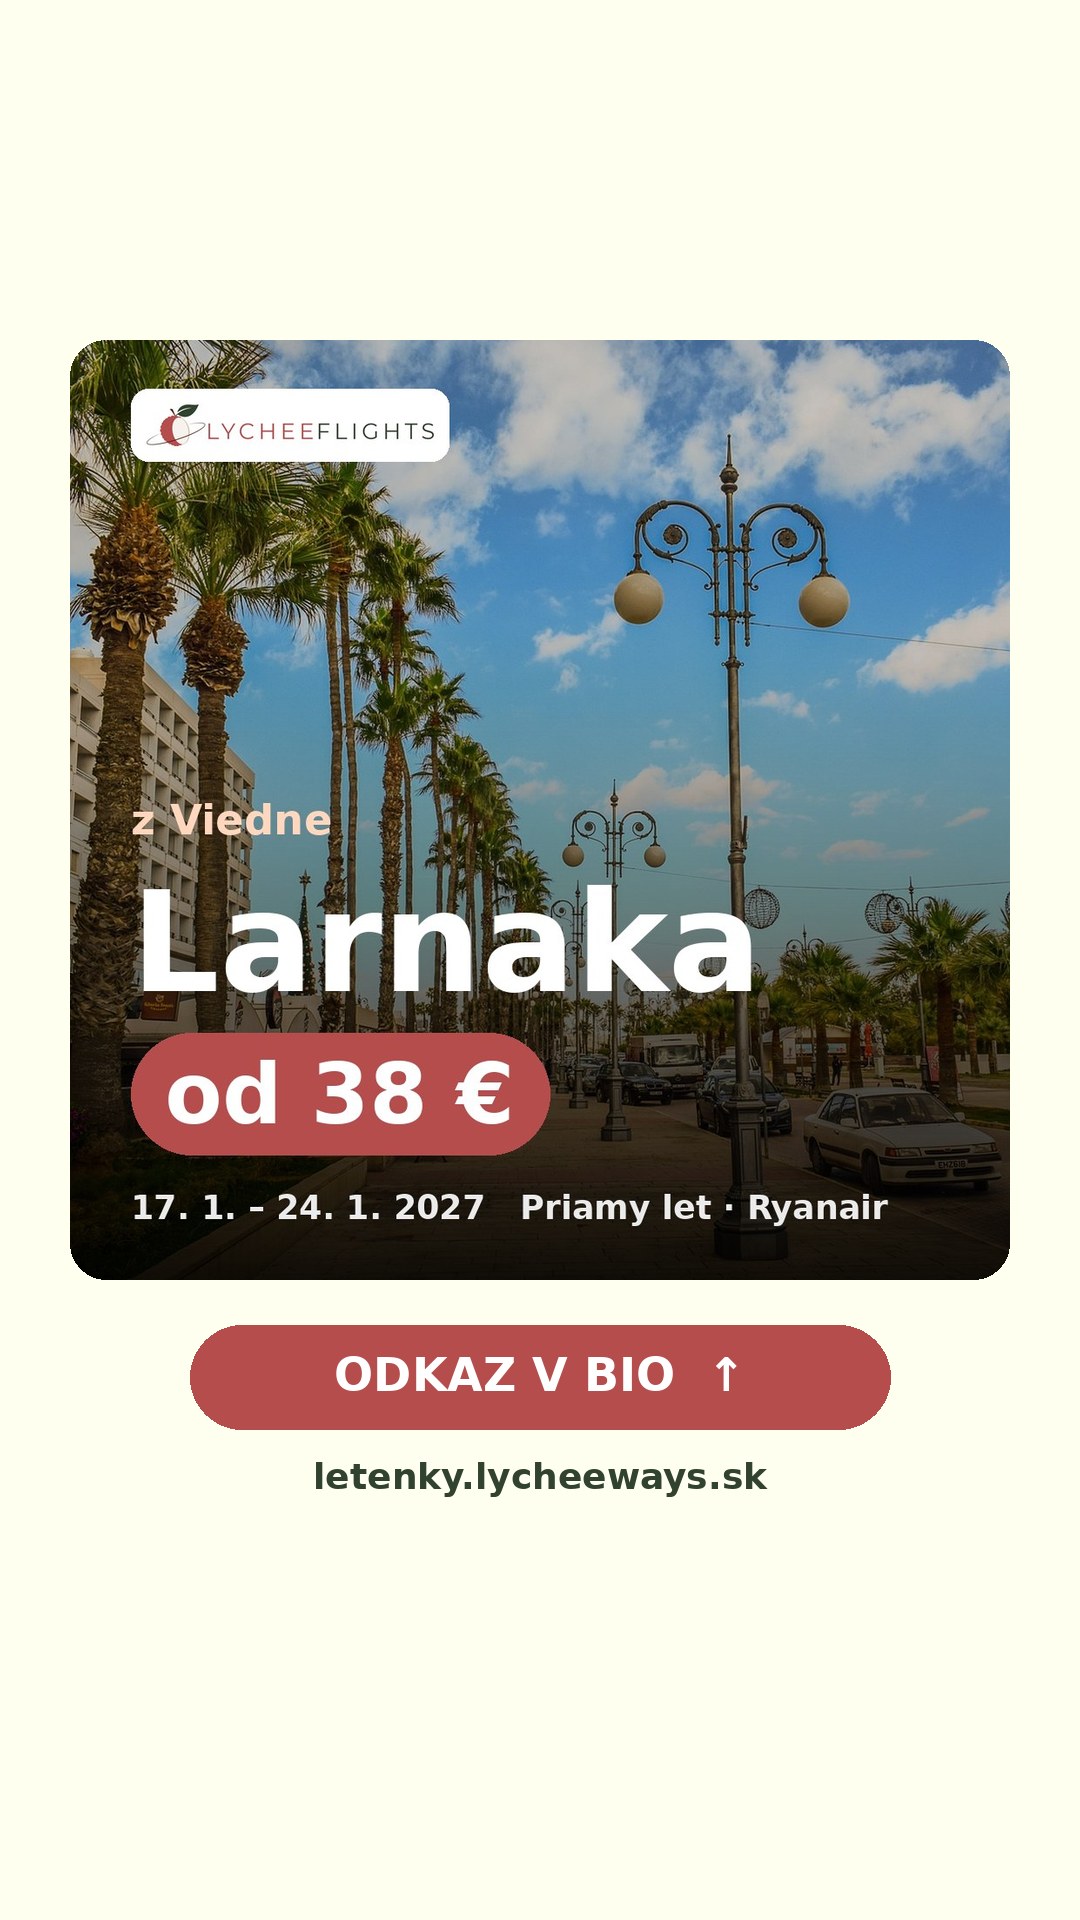 LYCHEEFLIGHTS
z Viedne
Larnaka
od 38 €
17. 1. – 24. 1. 2027 Priamy let · Ryanair
ODKAZ V BIO ↑
letenky.lycheeways.sk